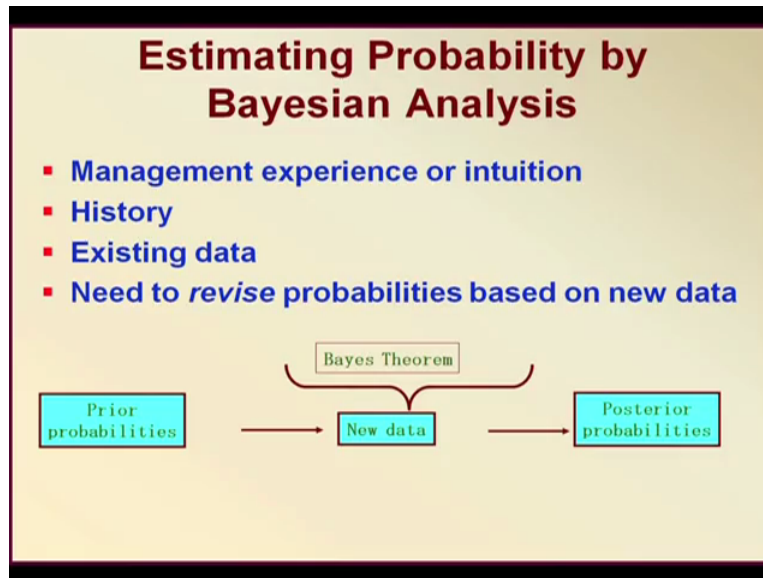 Estimating Probability by
Bayesian Analysis
Management experience or intuition
History
Existing data
Need to revise probabilities based on new data
Bayes Theorem
Prior
probabilities
New data
Posterior
probabilities